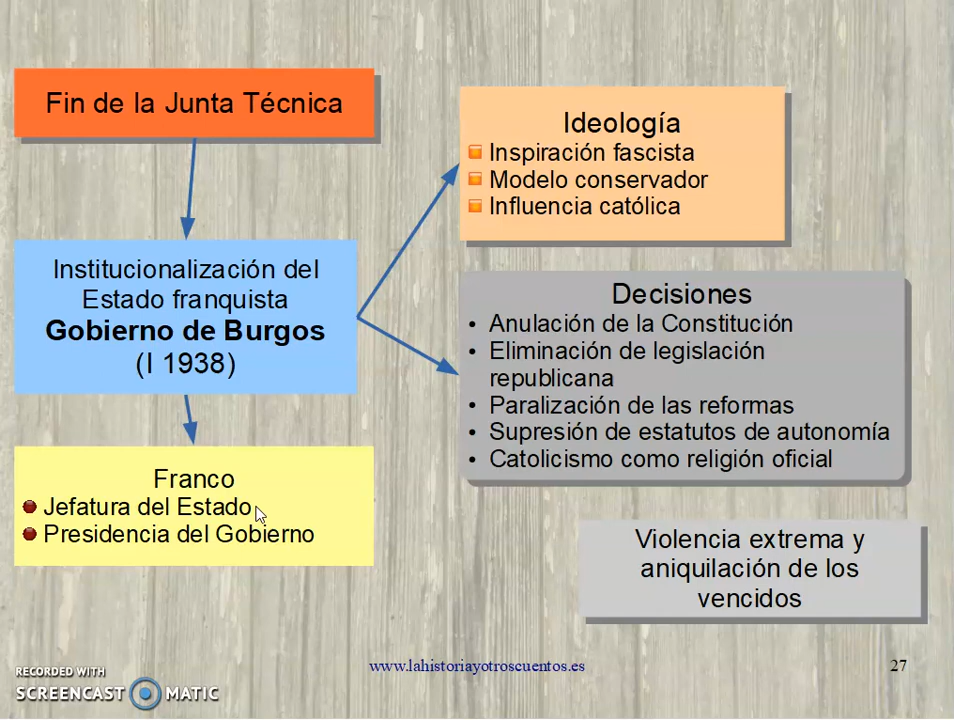 Fin de la Junta Técnica
Institucionalización del
Estado franquista
Gobierno de Burgos
(I 1938)
Franco
Jefatura del Estado
Presidencia del Gobierno
Ideología
Inspiración fascista
Modelo conservador
Influencia católica
Decisiones
• Anulación de la Constitución
• Eliminación de legislación
republicana
• Paralización de las reformas
• Supresión de estatutos de autonomía
• Catolicismo como religión oficial
Violencia extrema y
aniquilación de los
vencidos
www.lahistoriayotroscuentos.es
27
RECORDED WITH
SCREENCAST MATIC